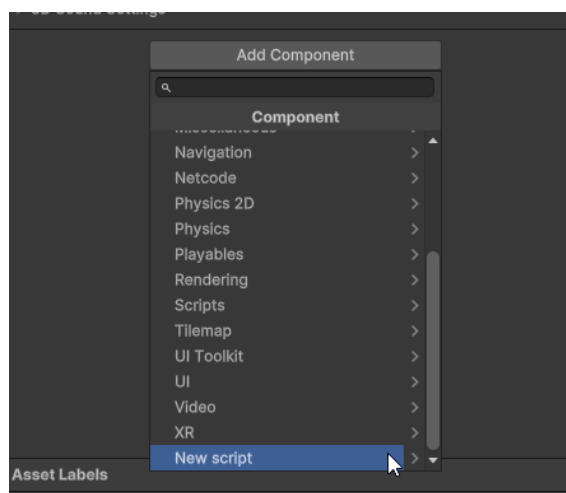 Add Component
Component
Miscellaneous
Navigation
Netcode
Physics 2D
Physics
Playables
Rendering
Scripts
Tilemap
UI Toolkit
UI
Video
XR
New script
Asset Labels